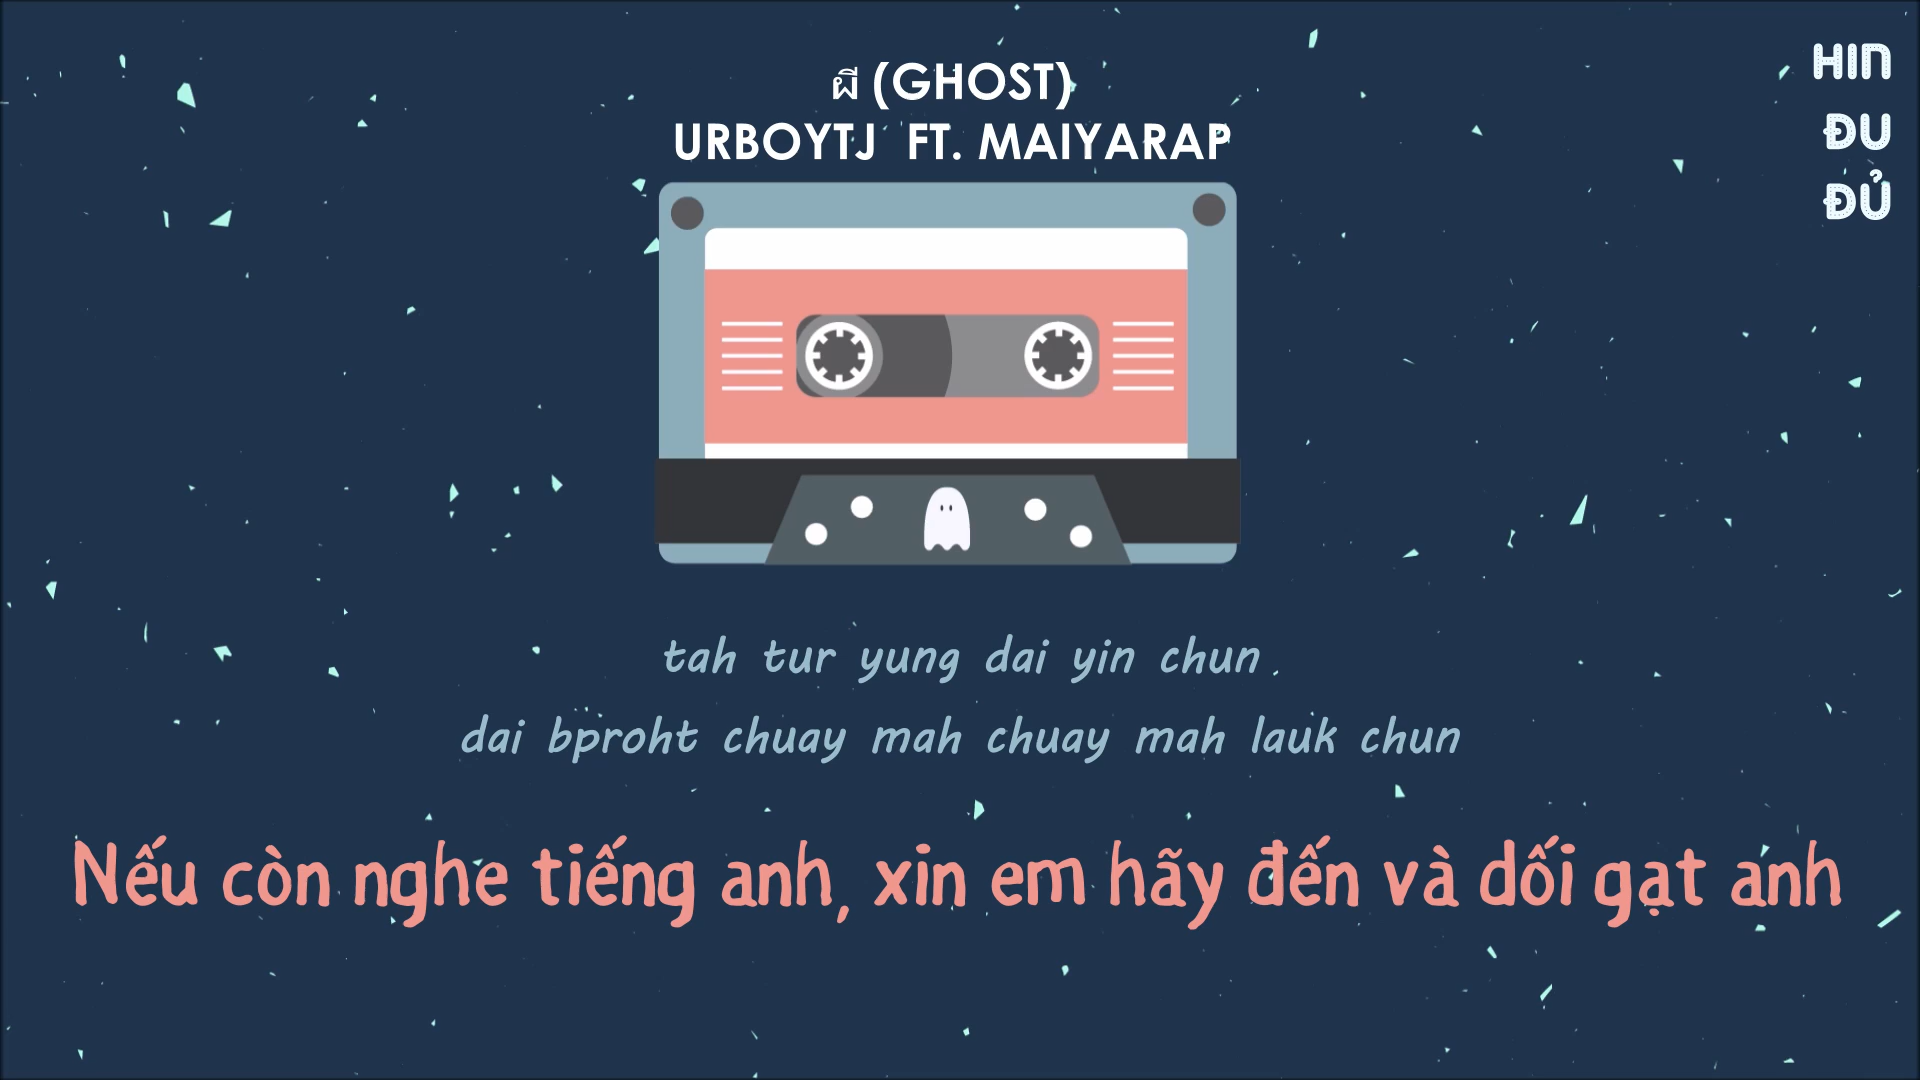 ผี (GHOST)
URBOYTJ FT. MAIYARAP
HIN
ĐU
ĐỦ
tah tur yung dai yin chun
dai bproht chuay mah chuay mah lauk chun
Nếu còn nghe tiếng anh, xin em hãy đến và dối gạt anh